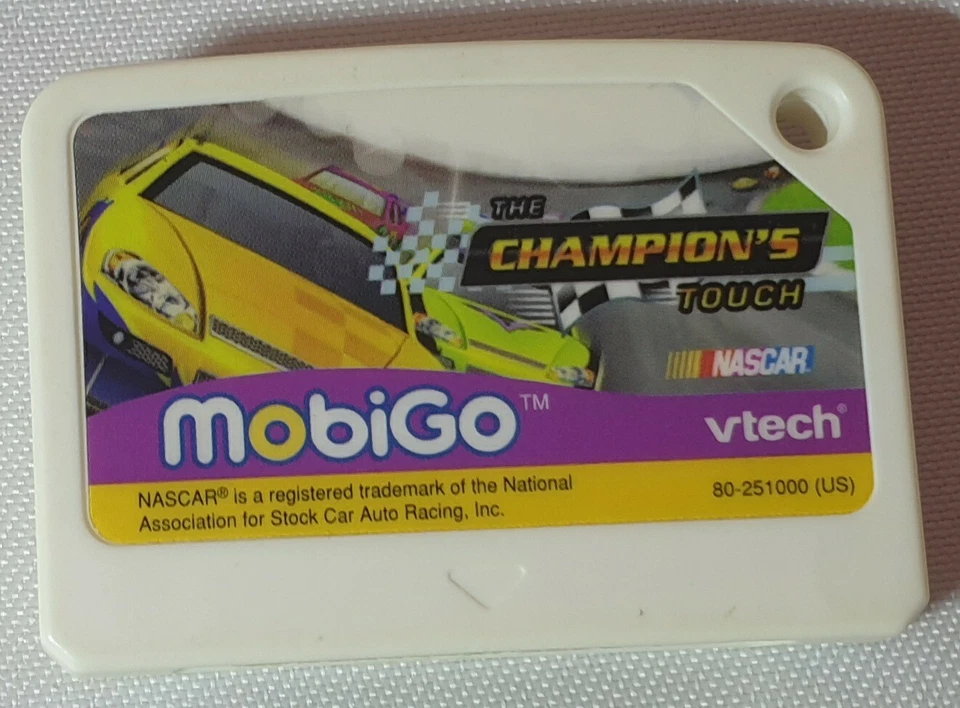 THE
CHAMPION'S
TOUCH
NASCAR
MobiGo™
vtech®
NASCAR® is a registered trademark of the National
Association for Stock Car Auto Racing, Inc.
80-251000 (US)